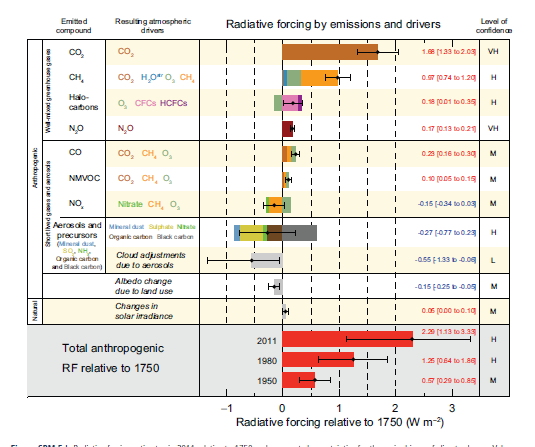 Emitted compound
Resulting atmospheric drivers
Radiative forcing by emissions and drivers
Level of confidence
Anthropogenic
Well-mixed greenhouse gases
CO₂
CO₂
1.68 [1.33 to 2.03]
VH
CH₄
CO₂ H₂Oˢᵗʳ O₃ CH₄
0.97 [0.74 to 1.20]
H
Halo-carbons
O₃ CFCs HCFCs
0.18 [0.01 to 0.35]
H
N₂O
N₂O
0.17 [0.13 to 0.21]
VH
Short lived gases and aerosols
CO
CO₂ CH₄ O₃
0.23 [0.16 to 0.30]
M
NMVOC
CO₂ CH₄ O₃
0.10 [0.05 to 0.15]
M
NOₓ
Nitrate CH₄ O₃
-0.15 [-0.34 to 0.03]
M
Aerosols and precursors
(Mineral dust,
SO₂, NH₃,
Organic carbon
and Black carbon)
Mineral dust Sulphate Nitrate
Organic carbon Black carbon
-0.27 [-0.77 to 0.23]
H
Cloud adjustments due to aerosols
-0.55 [-1.33 to -0.06]
L
Albedo change due to land use
-0.15 [-0.25 to -0.05]
M
Natural
Changes in solar irradiance
0.05 [0.00 to 0.10]
M
Total anthropogenic RF relative to 1750
2011
2.29 [1.13 to 3.33]
H
1980
1.25 [0.64 to 1.86]
H
1950
0.57 [0.29 to 0.85]
M
−1 0 1 2 3
Radiative forcing relative to 1750 (W m⁻²)